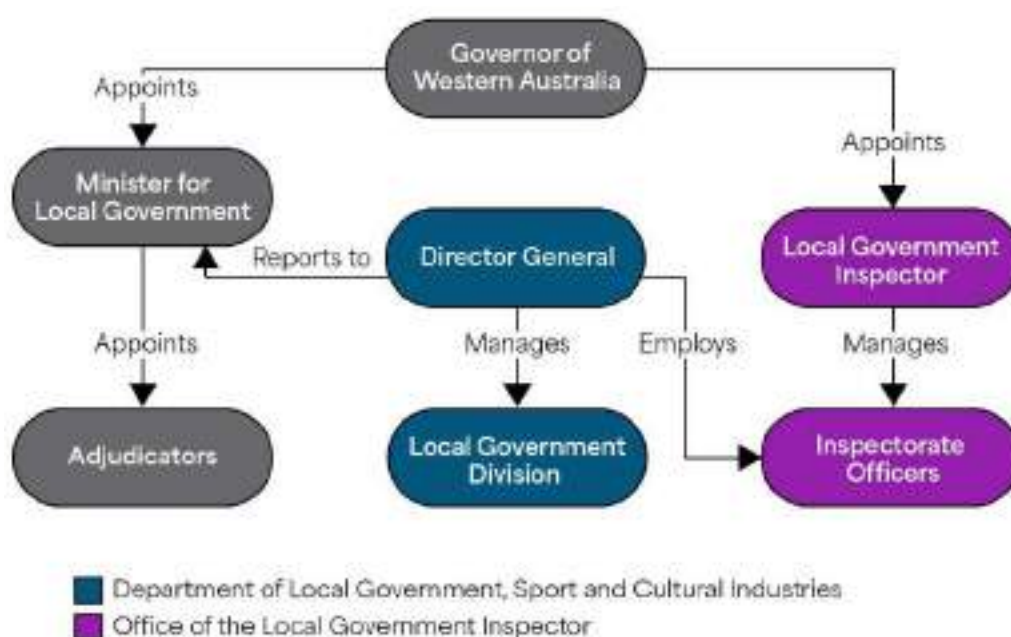 Governor of
Western Australia
Appoints
Appoints
Minister for
Local Government
Reports to
Director General
Local Government
Inspector
Appoints
Manages
Employs
Manages
Adjudicators
Local Government
Division
Inspectorate
Officers
Department of Local Government, Sport and Cultural Industries
Office of the Local Government Inspector